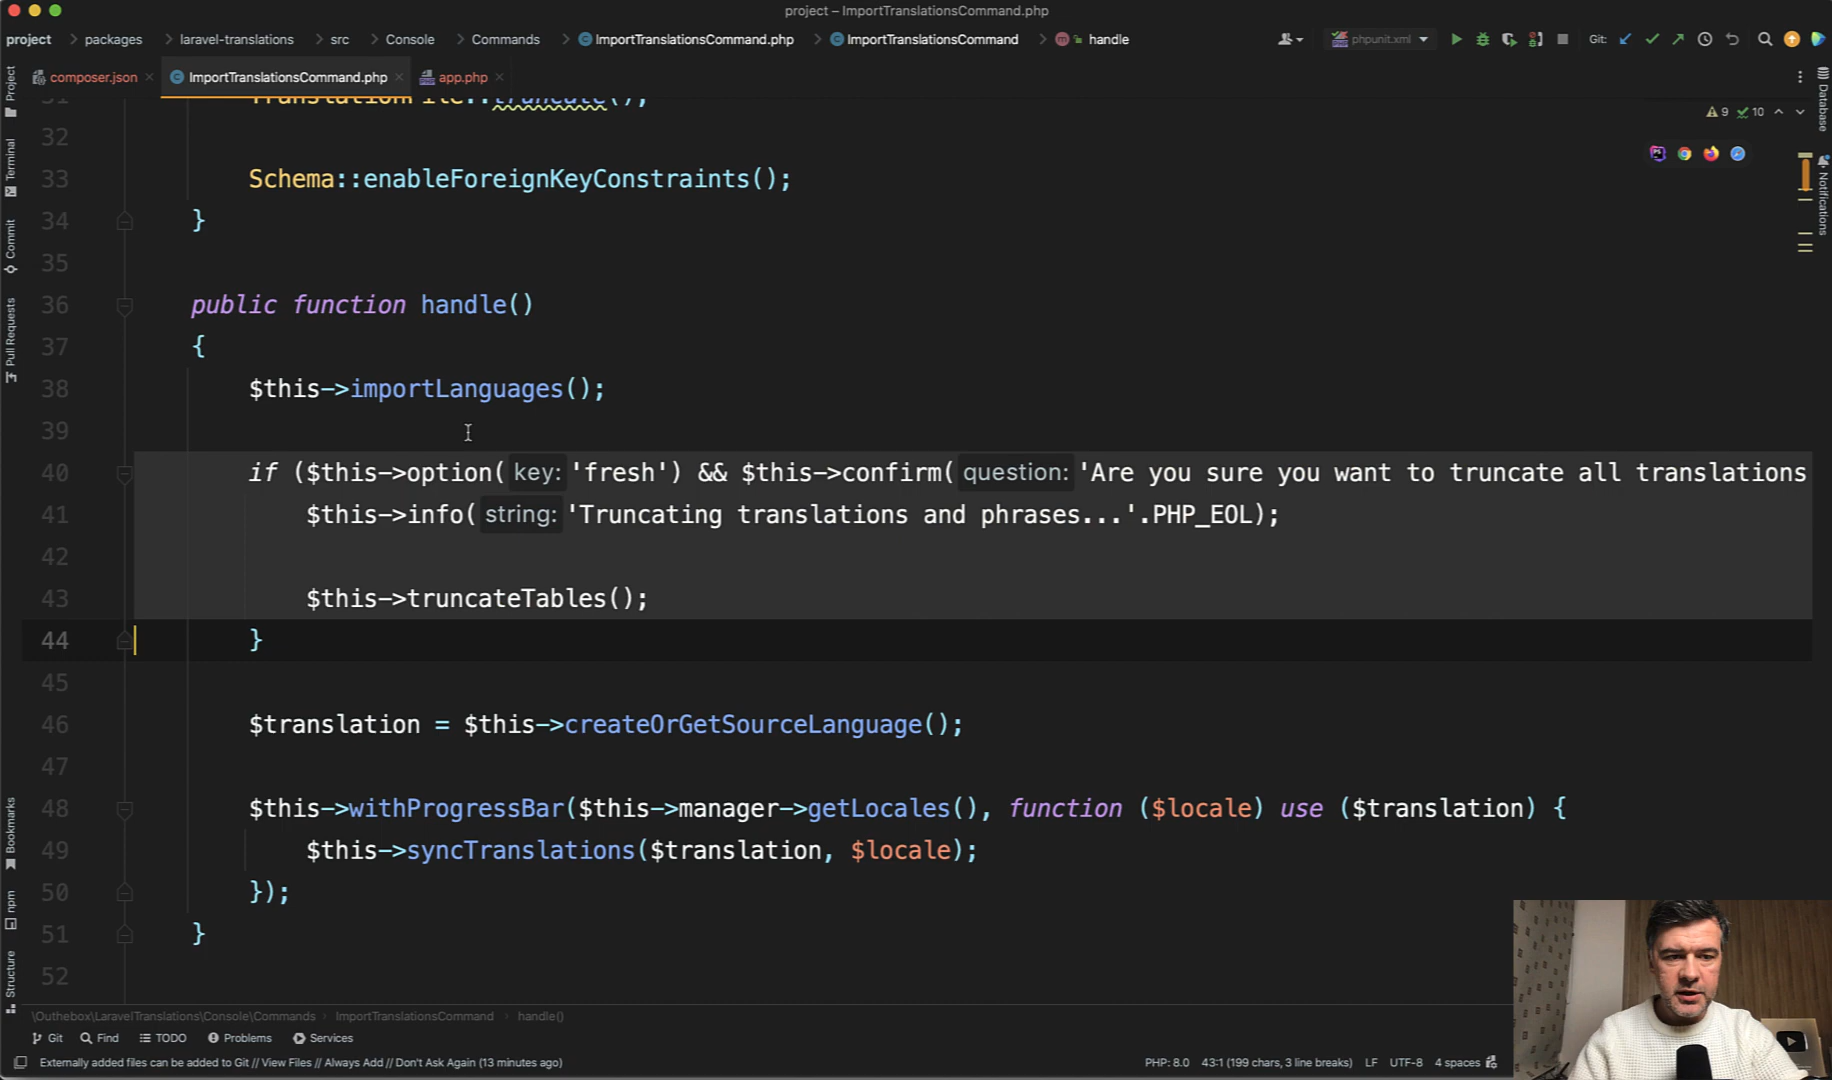 project – ImportTranslationsCommand.php
project packages laravel-translations src Console Commands ImportTranslationsCommand.php ImportTranslationsCommand handle
phpunit.xml
Git:
composer.json ImportTranslationsCommand.php app.php
9 10
31 TranslationFile::truncate();
32
33 Schema::enableForeignKeyConstraints();
34 }
35
36 public function handle()
37 {
38 $this->importLanguages();
39
40 if ($this->option( key: 'fresh') && $this->confirm( question: 'Are you sure you want to truncate all translations
41 $this->info( string: 'Truncating translations and phrases...'.PHP_EOL);
42
43 $this->truncateTables();
44 }
45
46 $translation = $this->createOrGetSourceLanguage();
47
48 $this->withProgressBar($this->manager->getLocales(), function ($locale) use ($translation) {
49 $this->syncTranslations($translation, $locale);
50 });
51 }
52
Project
Terminal
Commit
Pull Requests
Bookmarks
npm
Structure
Database
Notifications
\Outhebox\LaravelTranslations\Console\Commands ImportTranslationsCommand handle()
Git Find TODO Problems Services
Externally added files can be added to Git // View Files // Always Add // Don't Ask Again (13 minutes ago)
PHP: 8.0 43:1 (199 chars, 3 line breaks) LF UTF-8 4 spaces